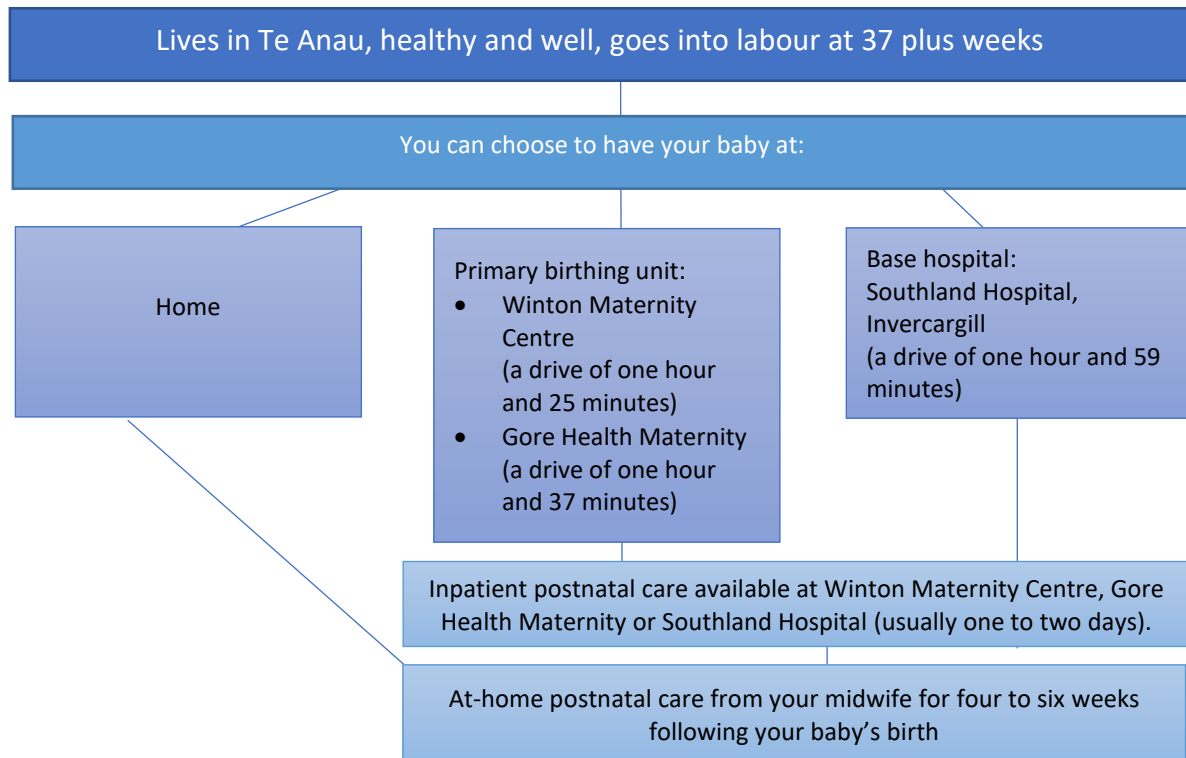 Lives in Te Anau, healthy and well, goes into labour at 37 plus weeks
You can choose to have your baby at:
Home
Primary birthing unit:
• Winton Maternity
Centre
(a drive of one hour
and 25 minutes)
• Gore Health Maternity
(a drive of one hour
and 37 minutes)
Base hospital:
Southland Hospital,
Invercargill
(a drive of one hour and 59
minutes)
Inpatient postnatal care available at Winton Maternity Centre, Gore
Health Maternity or Southland Hospital (usually one to two days).
At-home postnatal care from your midwife for four to six weeks
following your baby’s birth